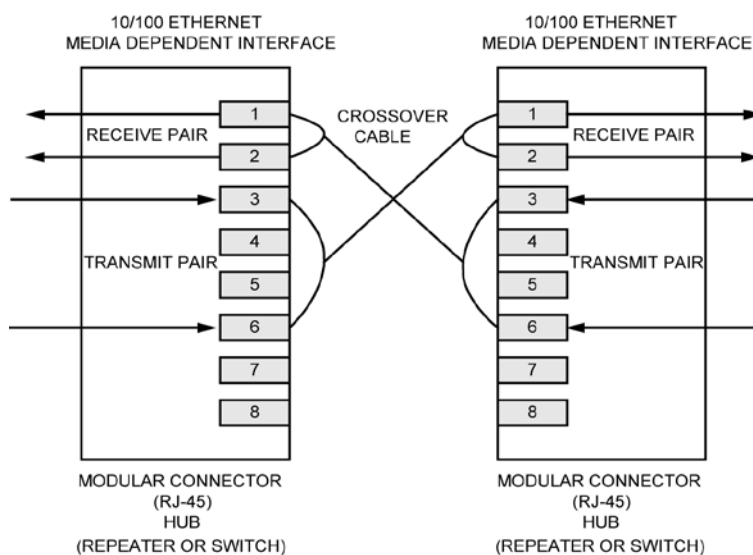 10/100 ETHERNET
MEDIA DEPENDENT INTERFACE
10/100 ETHERNET
MEDIA DEPENDENT INTERFACE
1
RECEIVE PAIR
2
3
4
TRANSMIT PAIR
5
6
7
8
CROSSOVER
CABLE
1
RECEIVE PAIR
2
3
4
TRANSMIT PAIR
5
6
7
8
MODULAR CONNECTOR
(RJ-45)
HUB
(REPEATER OR SWITCH)
MODULAR CONNECTOR
(RJ-45)
HUB
(REPEATER OR SWITCH)